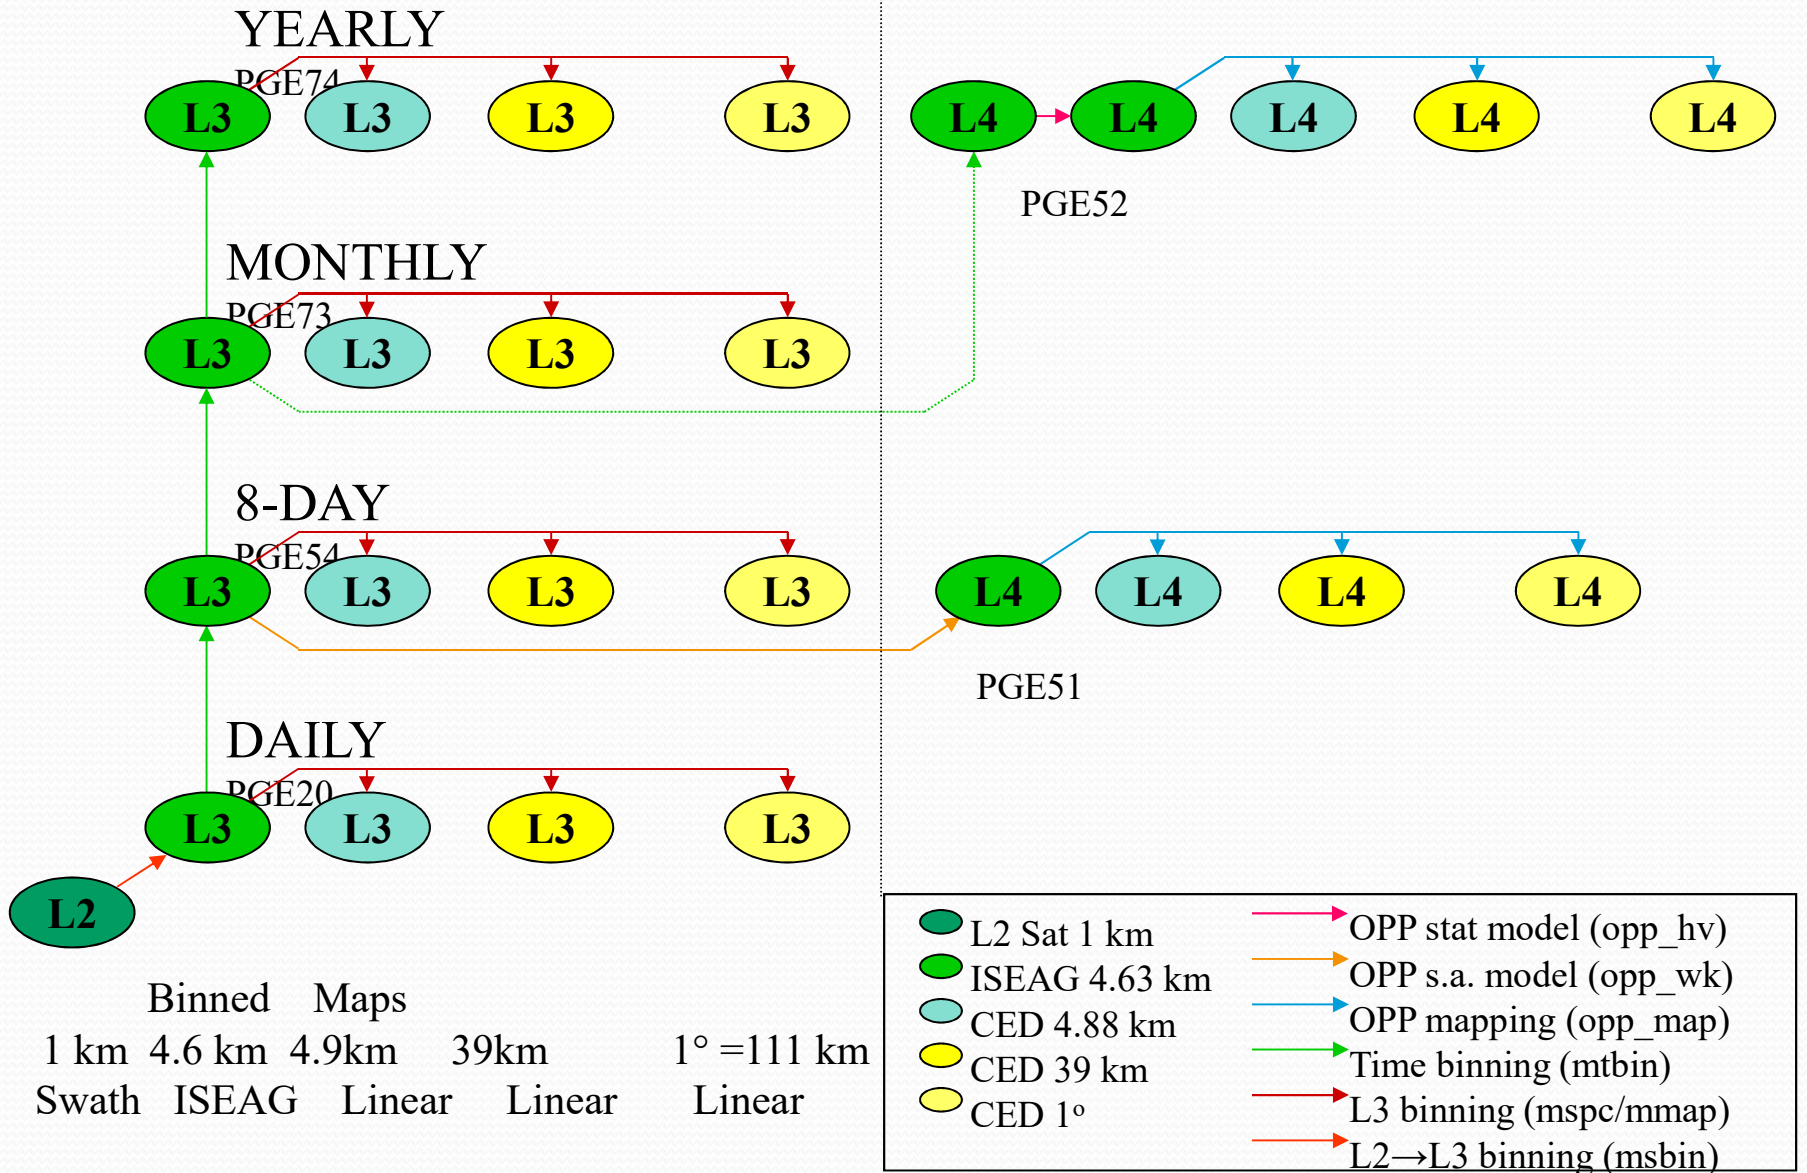 YEARLY
PGE74
L3 L3 L3 L3 L4 L4 L4 L4 L4
PGE52
MONTHLY
PGE73
L3 L3 L3 L3
8-DAY
PGE54
L3 L3 L3 L3 L4 L4 L4 L4
PGE51
DAILY
PGE20
L3 L3 L3 L3
L2
Binned Maps
1 km 4.6 km 4.9km 39km 1° =111 km
Swath ISEAG Linear Linear Linear
L2 Sat 1 km
ISEAG 4.63 km
CED 4.88 km
CED 39 km
CED 1º
OPP stat model (opp_hv)
OPP s.a. model (opp_wk)
OPP mapping (opp_map)
Time binning (mtbin)
L3 binning (mspc/mmap)
L2→L3 binning (msbin)